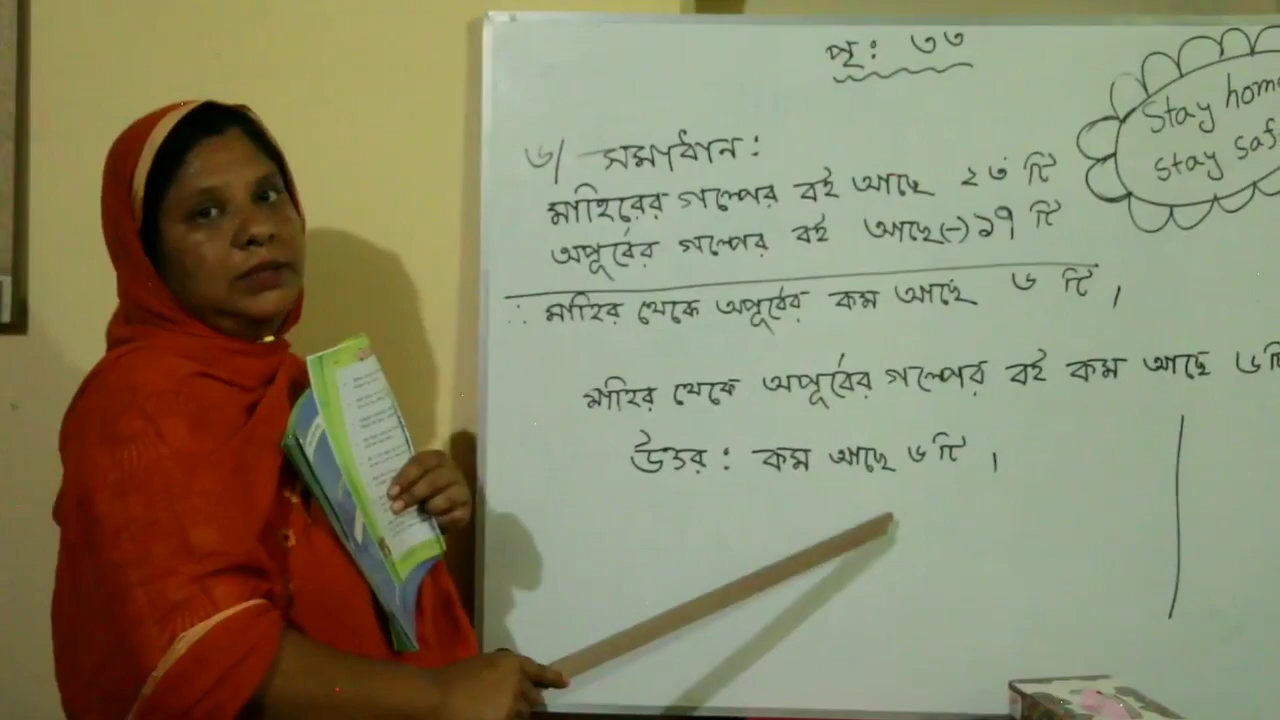 পৃ: ৩৩
Stay home
Stay saf
৬/ সমাধান:
মাহিরের গল্পের বই আছে ২৩ টি
অপূর্বের গল্পের বই আছে(-)১৭ টি
∴ মাহির থেকে অপূর্বের কম আছে ৬ টি ।
মাহির থেকে অপূর্বের গল্পের বই কম আছে ৬টি
উত্তর: কম আছে ৬টি ।